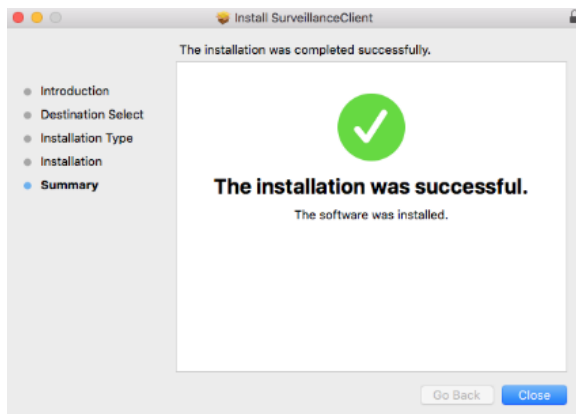 Install SurveillanceClient
The installation was completed successfully.
Introduction
Destination Select
Installation Type
Installation
Summary
The installation was successful.
The software was installed.
Go Back
Close